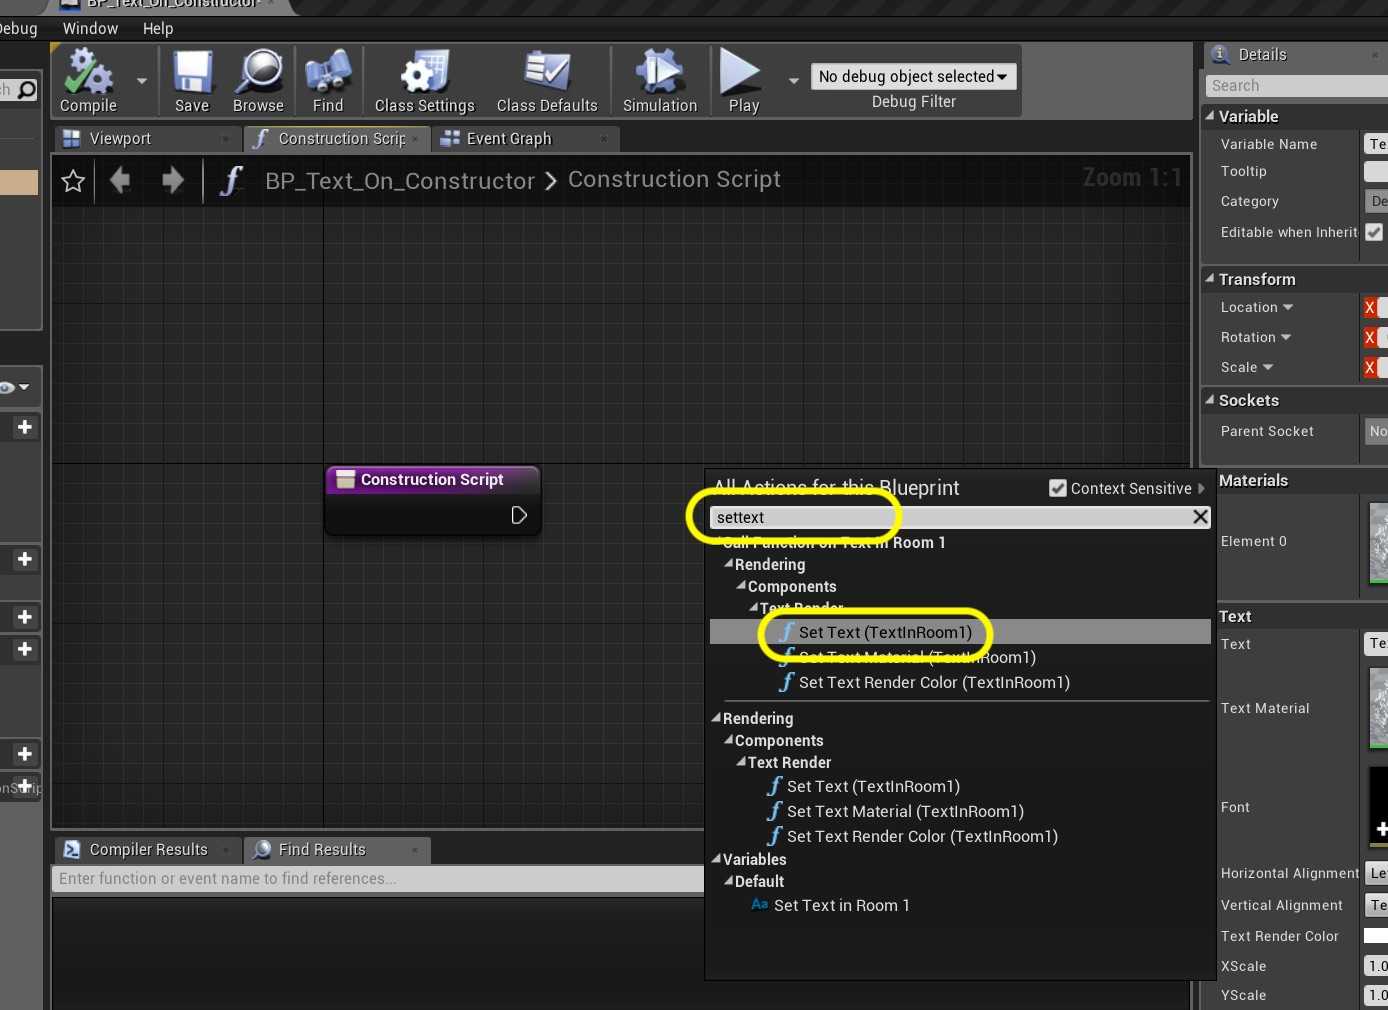 BP_Text_On_Constructor*
Debug Window Help
Compile Save Browse Find Class Settings Class Defaults Simulation Play
No debug object selected
Debug Filter
Viewport Construction Scrip Event Graph
BP_Text_On_Constructor > Construction Script
Zoom 1:1
Construction Script
All Actions for this Blueprint
Context Sensitive
settext
Call Function on Text in Room 1
Rendering
Components
Text Render
Set Text (TextInRoom1)
Set Text Material (TextInRoom1)
Set Text Render Color (TextInRoom1)
Rendering
Components
Text Render
Set Text (TextInRoom1)
Set Text Material (TextInRoom1)
Set Text Render Color (TextInRoom1)
Variables
Default
Aa Set Text in Room 1
Compiler Results Find Results
Enter function or event name to find references...
Details
Search
Variable
Variable Name Te
Tooltip
Category De
Editable when Inherit
Transform
Location X
Rotation X
Scale X
Sockets
Parent Socket No
Materials
Element 0
Text
Text Te
Text Material
Font
Horizontal Alignment Le
Vertical Alignment Te
Text Render Color
XScale 1.0
YScale 1.0